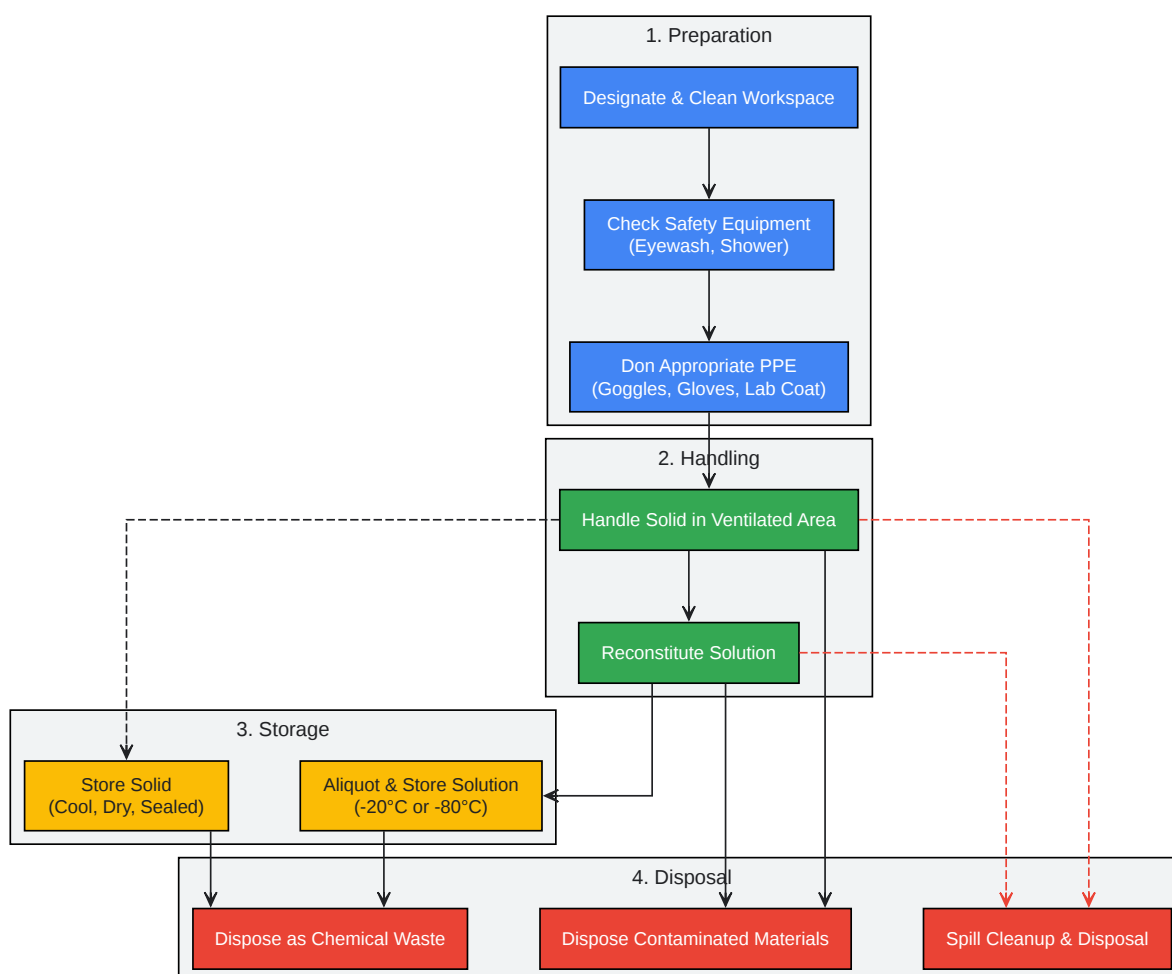 1. Preparation
Designate & Clean Workspace
Check Safety Equipment
(Eyewash, Shower)
Don Appropriate PPE
(Goggles, Gloves, Lab Coat)
2. Handling
Handle Solid in Ventilated Area
Reconstitute Solution
3. Storage
Store Solid
(Cool, Dry, Sealed)
Aliquot & Store Solution
(-20°C or -80°C)
4. Disposal
Dispose as Chemical Waste
Dispose Contaminated Materials
Spill Cleanup & Disposal